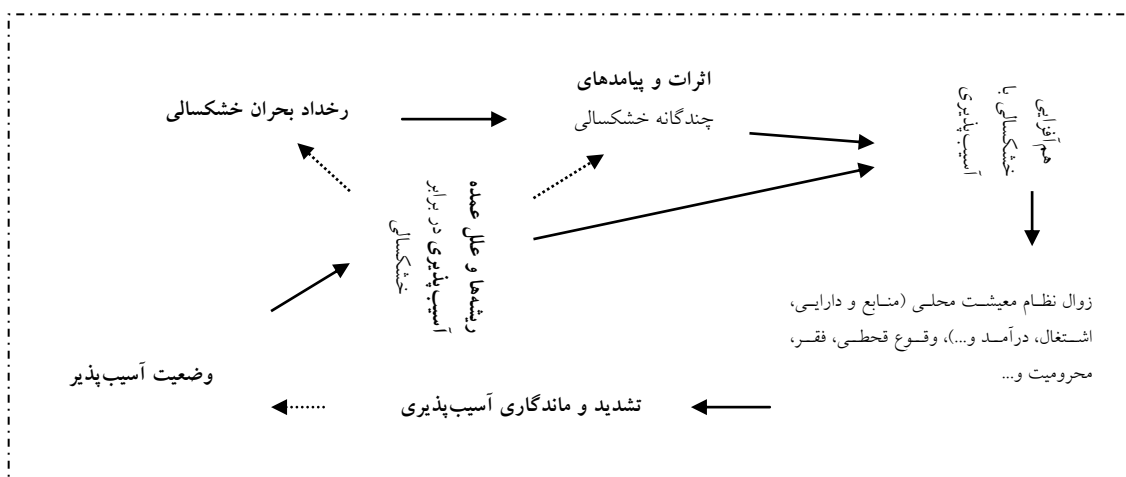 اثرات و پیامدهای
چندگانه خشکسالی
رخداد بحران خشکسالی
هم‌افزایی
خشکسالی با
آسیب‌پذیری
ریشه‌ها و علل عمده
آسیب‌پذیری در برابر
خشکسالی
زوال نظام معیشت محلی (منابع و دارایی،
اشتغال، درآمد و...)، وقوع قحطی، فقر،
محرومیت و...
وضعیت آسیب‌پذیر
تشدید و ماندگاری آسیب‌پذیری